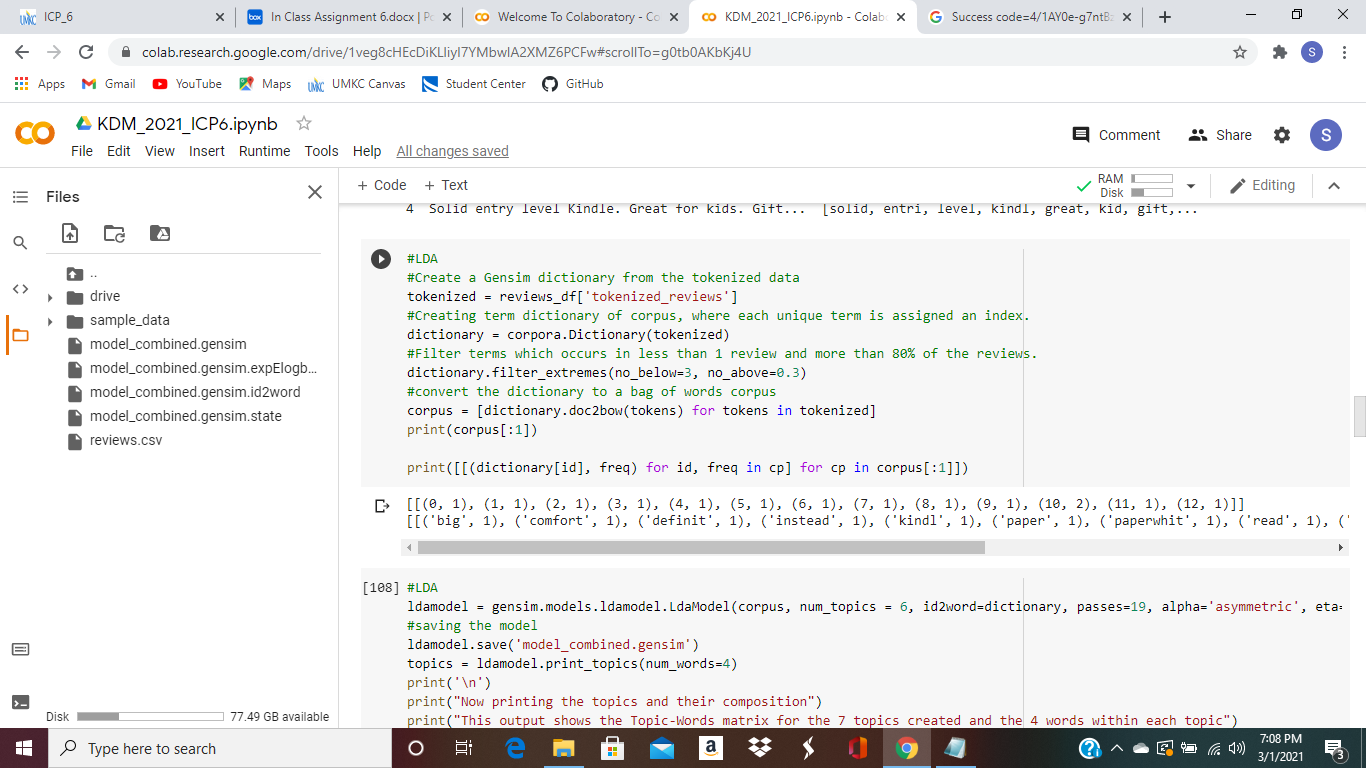 ICP_6
In Class Assignment 6.docx | Po
Welcome To Colaboratory - Co
KDM_2021_ICP6.ipynb - Colab
Success code=4/1AY0e-g7ntBz
colab.research.google.com/drive/1veg8cHEcDiKLIiyI7YMbwIA2XMZ6PCFw#scrollTo=g0tb0AKbKj4U
S
Apps
Gmail
YouTube
Maps
UMKC Canvas
Student Center
GitHub
KDM_2021_ICP6.ipynb
Comment
Share
S
File Edit View Insert Runtime Tools Help All changes saved
Files
+ Code + Text
RAM
Disk
Editing
..
drive
sample_data
model_combined.gensim
model_combined.gensim.expElogb...
model_combined.gensim.id2word
model_combined.gensim.state
reviews.csv
Disk
77.49 GB available
4 Solid entry level Kindle. Great for kids. Gift... [solid, entri, level, kindl, great, kid, gift,...
#LDA
#Create a Gensim dictionary from the tokenized data
tokenized = reviews_df['tokenized_reviews']
#Creating term dictionary of corpus, where each unique term is assigned an index.
dictionary = corpora.Dictionary(tokenized)
#Filter terms which occurs in less than 1 review and more than 80% of the reviews.
dictionary.filter_extremes(no_below=3, no_above=0.3)
#convert the dictionary to a bag of words corpus
corpus = [dictionary.doc2bow(tokens) for tokens in tokenized]
print(corpus[:1])
print([[(dictionary[id], freq) for id, freq in cp] for cp in corpus[:1]])
[[(0, 1), (1, 1), (2, 1), (3, 1), (4, 1), (5, 1), (6, 1), (7, 1), (8, 1), (9, 1), (10, 2), (11, 1), (12, 1)]]
[[('big', 1), ('comfort', 1), ('definit', 1), ('instead', 1), ('kindl', 1), ('paper', 1), ('paperwhit', 1), ('read', 1), ('
[108] #LDA
ldamodel = gensim.models.ldamodel.LdaModel(corpus, num_topics = 6, id2word=dictionary, passes=19, alpha='asymmetric', eta=
#saving the model
ldamodel.save('model_combined.gensim')
topics = ldamodel.print_topics(num_words=4)
print('\n')
print("Now printing the topics and their composition")
print("This output shows the Topic-Words matrix for the 7 topics created and the 4 words within each topic")
Type here to search
7:08 PM
3/1/2021
3